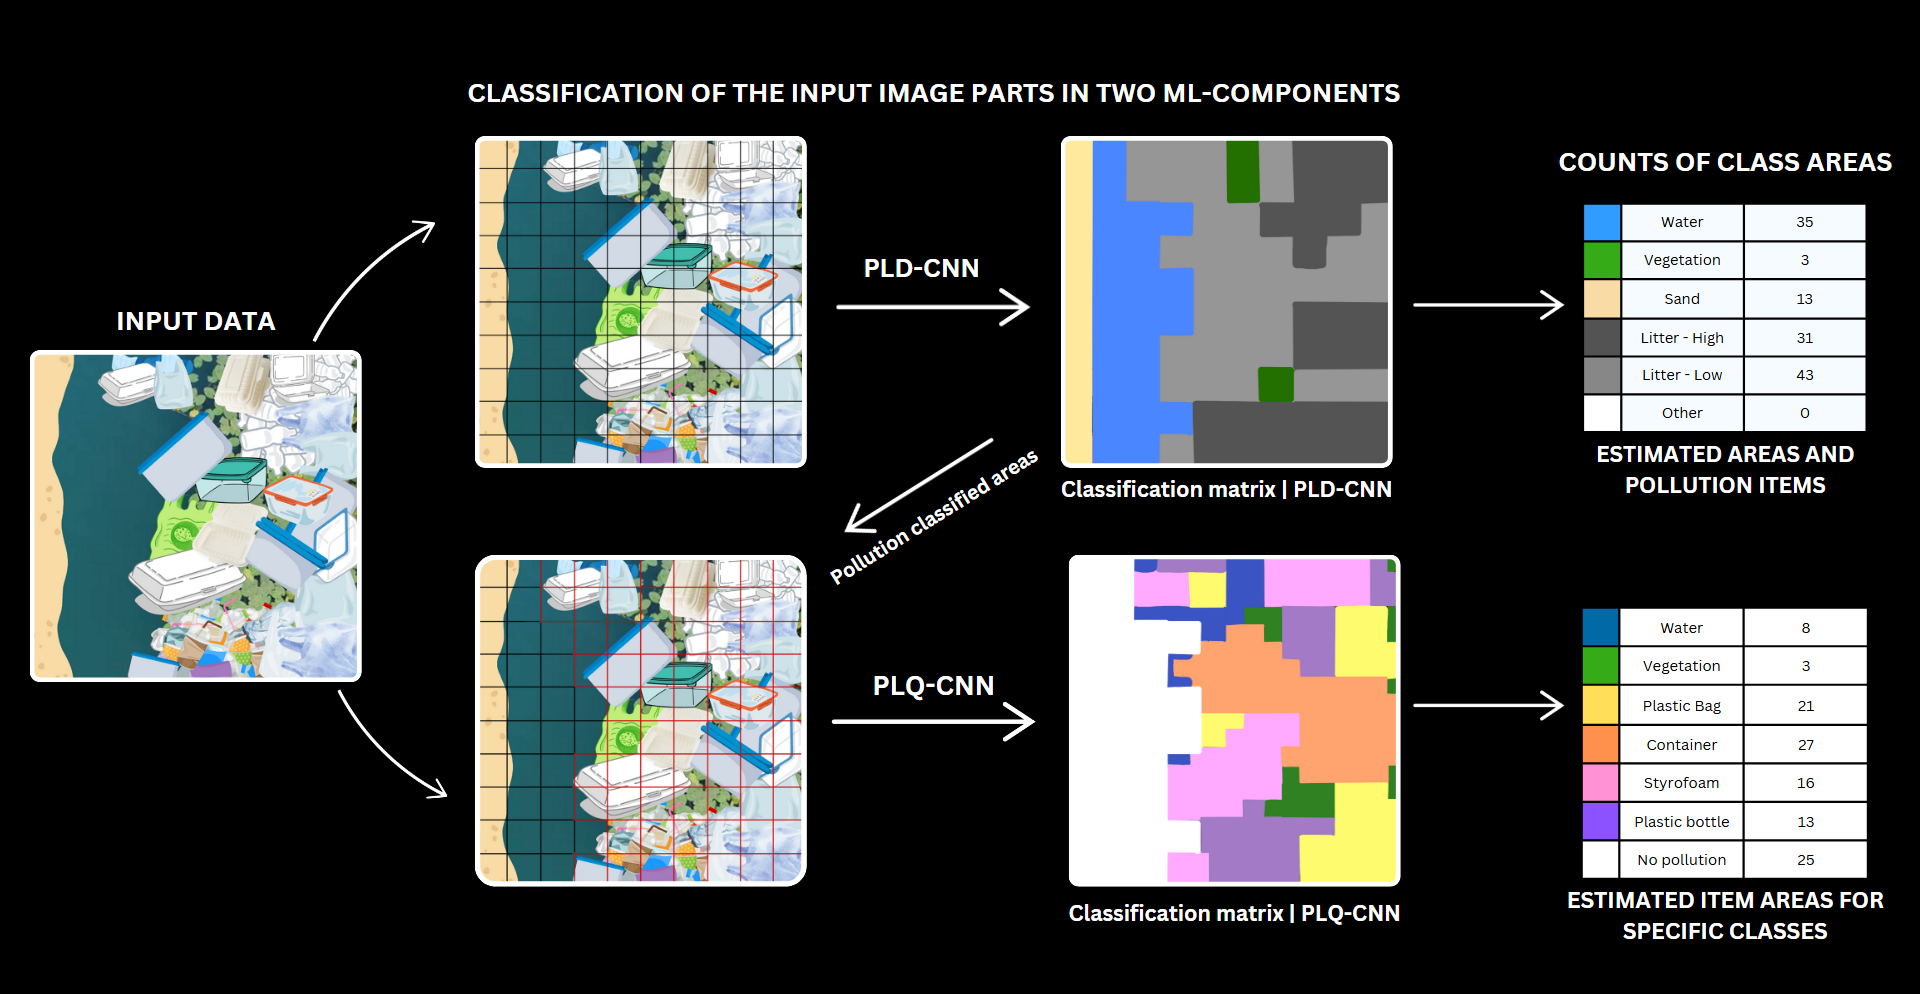 CLASSIFICATION OF THE INPUT IMAGE PARTS IN TWO ML-COMPONENTS
INPUT DATA
PLD-CNN
Classification matrix | PLD-CNN
Pollution classified areas
PLQ-CNN
Classification matrix | PLQ-CNN
COUNTS OF CLASS AREAS
Water 35
Vegetation 3
Sand 13
Litter - High 31
Litter - Low 43
Other 0
ESTIMATED AREAS AND
POLLUTION ITEMS
Water 8
Vegetation 3
Plastic Bag 21
Container 27
Styrofoam 16
Plastic bottle 13
No pollution 25
ESTIMATED ITEM AREAS FOR
SPECIFIC CLASSES